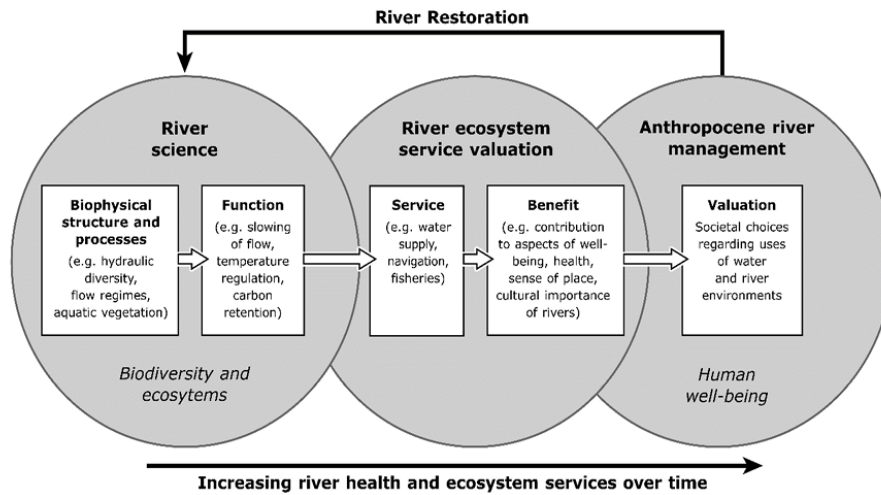 River Restoration
River
science
River ecosystem
service valuation
Anthropocene river
management
Biophysical
structure and
processes
(e.g. hydraulic
diversity,
flow regimes,
aquatic vegetation)
Function
(e.g. slowing
of flow,
temperature
regulation,
carbon
retention)
Service
(e.g. water
supply,
navigation,
fisheries)
Benefit
(e.g. contribution
to aspects of well-
being, health,
sense of place,
cultural importance
of rivers)
Valuation
Societal choices
regarding uses
of water
and river
environments
Biodiversity and
ecosytems
Human
well-being
Increasing river health and ecosystem services over time